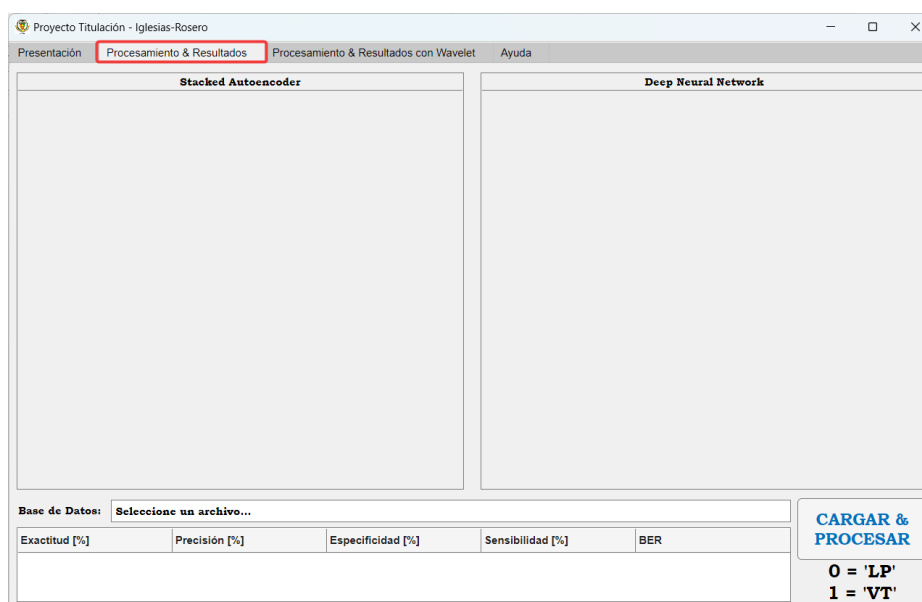 Proyecto Titulación - Iglesias-Rosero
Presentación Procesamiento & Resultados Procesamiento & Resultados con Wavelet Ayuda
Stacked Autoencoder Deep Neural Network
Base de Datos: Seleccione un archivo...
Exactitud [%] Precisión [%] Especificidad [%] Sensibilidad [%] BER
CARGAR &
PROCESAR
0 = 'LP'
1 = 'VT'